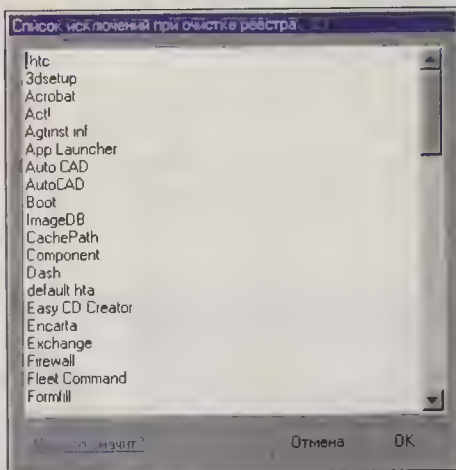 Список исключений при очистке реестра
.htc
3dsetup
Acrobat
Act!
Agtinst inf
App Launcher
Auto CAD
AutoCAD
Boot
ImageDB
CachePath
Component
Dash
default hta
Easy CD Creator
Encarta
Exchange
Firewall
Fleet Command
Formfill
значит?
Отмена
OK